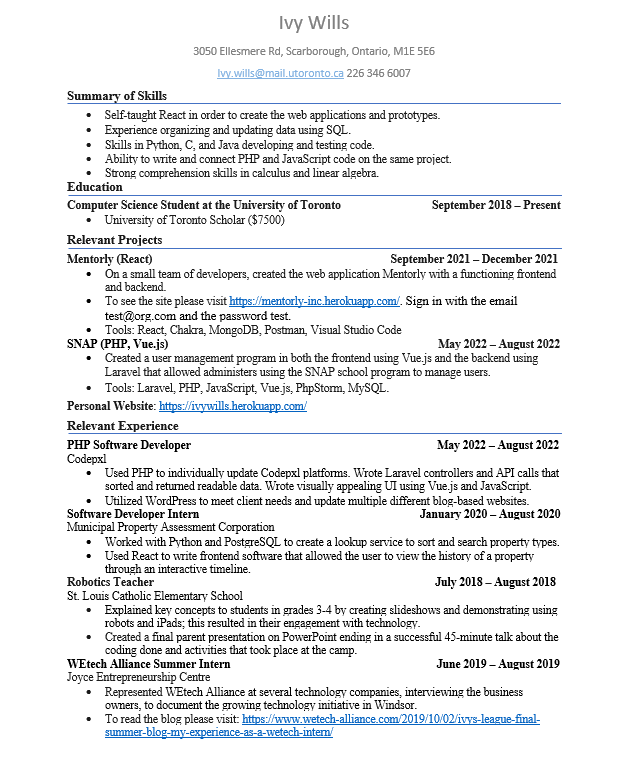 Ivy Wills
3050 Ellesmere Rd, Scarborough, Ontario, M1E 5E6
Ivy.wills@mail.utoronto.ca 226 346 6007
Summary of Skills
• Self-taught React in order to create the web applications and prototypes.
• Experience organizing and updating data using SQL.
• Skills in Python, C, and Java developing and testing code.
• Ability to write and connect PHP and JavaScript code on the same project.
• Strong comprehension skills in calculus and linear algebra.
Education
Computer Science Student at the University of Toronto September 2018 – Present
• University of Toronto Scholar ($7500)
Relevant Projects
Mentorly (React) September 2021 – December 2021
• On a small team of developers, created the web application Mentorly with a functioning frontend
and backend.
• To see the site please visit https://mentorly-inc.herokuapp.com/. Sign in with the email
test@org.com and the password test.
• Tools: React, Chakra, MongoDB, Postman, Visual Studio Code
SNAP (PHP, Vue.js) May 2022 – August 2022
• Created a user management program in both the frontend using Vue.js and the backend using
Laravel that allowed administers using the SNAP school program to manage users.
• Tools: Laravel, PHP, JavaScript, Vue.js, PhpStorm, MySQL.
Personal Website: https://ivywills.herokuapp.com/
Relevant Experience
PHP Software Developer May 2022 – August 2022
Codepxl
• Used PHP to individually update Codepxl platforms. Wrote Laravel controllers and API calls that
sorted and returned readable data. Wrote visually appealing UI using Vue.js and JavaScript.
• Utilized WordPress to meet client needs and update multiple different blog-based websites.
Software Developer Intern January 2020 – August 2020
Municipal Property Assessment Corporation
• Worked with Python and PostgreSQL to create a lookup service to sort and search property types.
• Used React to write frontend software that allowed the user to view the history of a property
through an interactive timeline.
Robotics Teacher July 2018 – August 2018
St. Louis Catholic Elementary School
• Explained key concepts to students in grades 3-4 by creating slideshows and demonstrating using
robots and iPads; this resulted in their engagement with technology.
• Created a final parent presentation on PowerPoint ending in a successful 45-minute talk about the
coding done and activities that took place at the camp.
WEtech Alliance Summer Intern June 2019 – August 2019
Joyce Entrepreneurship Centre
• Represented WEtech Alliance at several technology companies, interviewing the business
owners, to document the growing technology initiative in Windsor.
• To read the blog please visit: https://www.wetech-alliance.com/2019/10/02/ivys-league-final-
summer-blog-my-experience-as-a-wetech-intern/